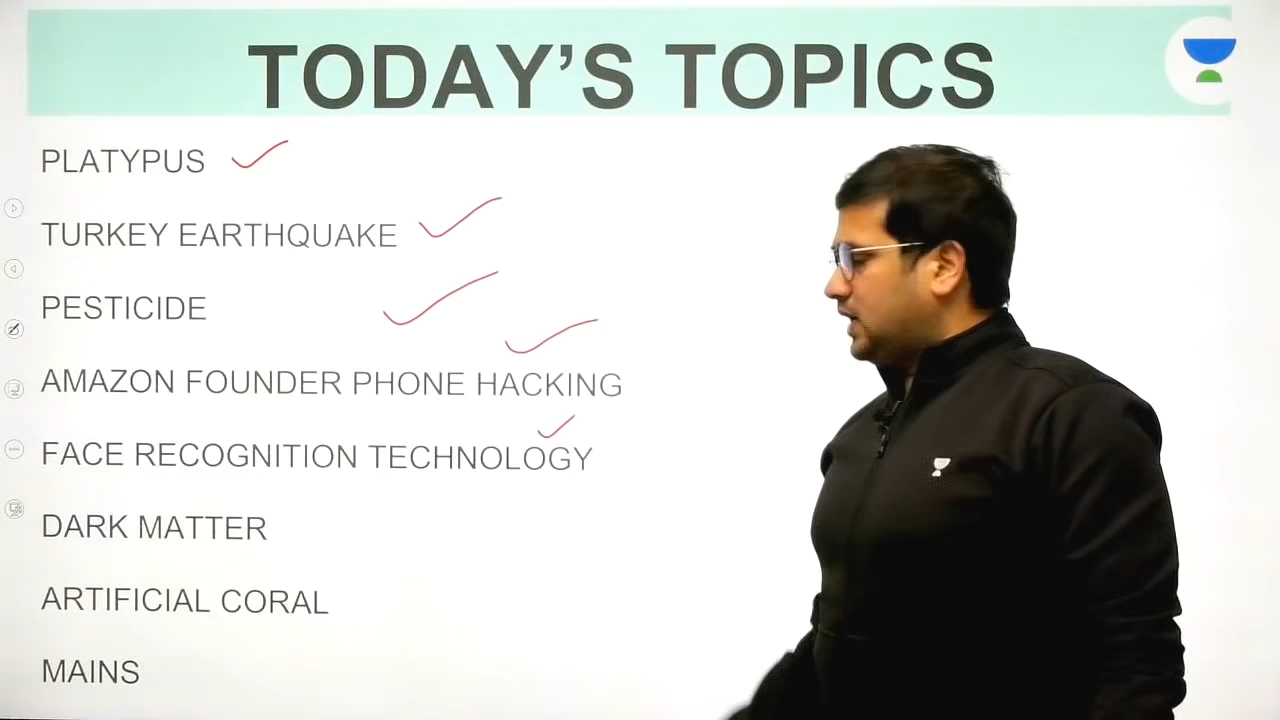 TODAY'S TOPICS
PLATYPUS
TURKEY EARTHQUAKE
PESTICIDE
AMAZON FOUNDER PHONE HACKING
FACE RECOGNITION TECHNOLOGY
DARK MATTER
ARTIFICIAL CORAL
MAINS